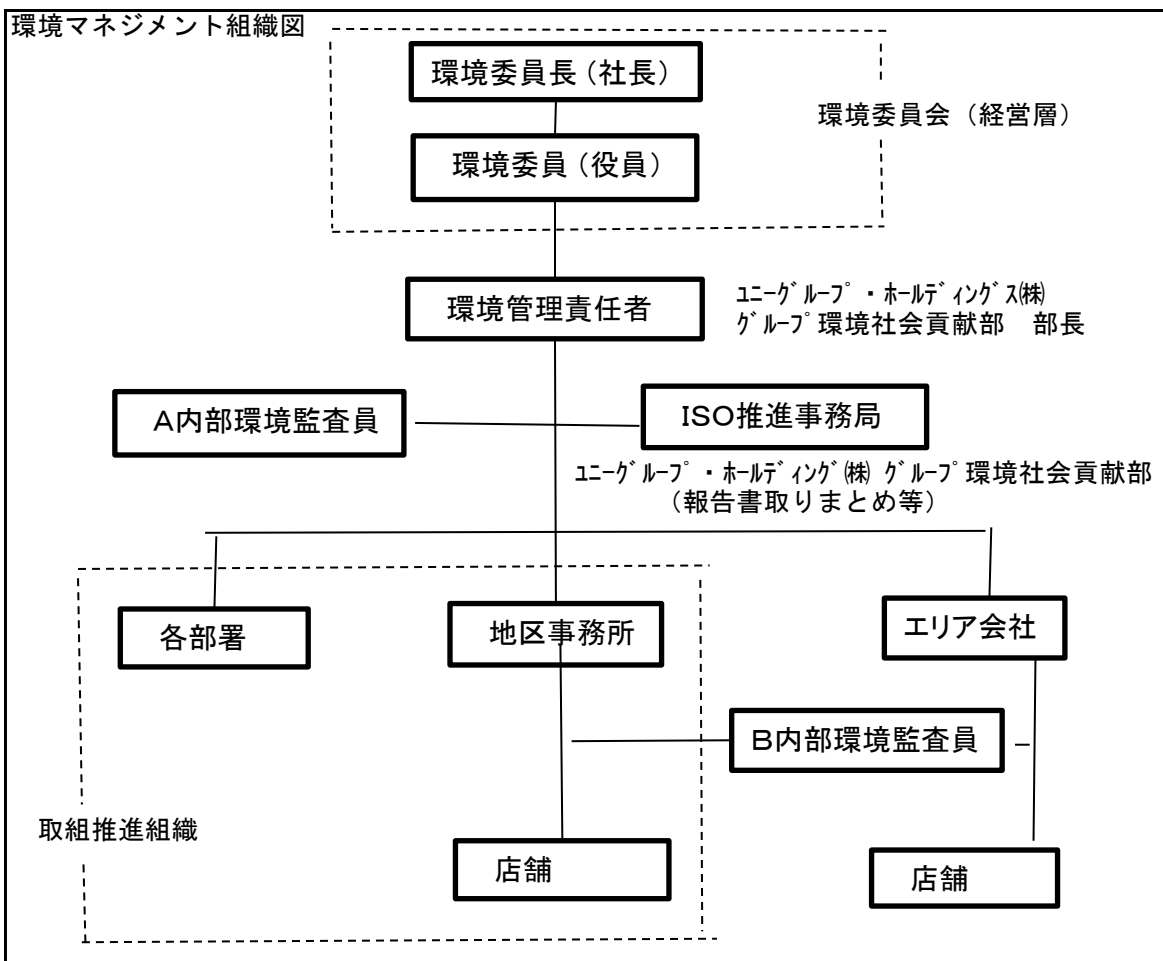 環境マネジメント組織図
環境委員長（社長）
環境委員会（経営層）
環境委員（役員）
環境管理責任者
ﾕﾆｰｸﾞﾙｰﾌﾟ・ﾎｰﾙﾃﾞｨﾝｸﾞｽ㈱
ｸﾞﾙｰﾌﾟ環境社会貢献部　部長
Ａ内部環境監査員
ISO推進事務局
ﾕﾆｰｸﾞﾙｰﾌﾟ・ﾎｰﾙﾃﾞｨﾝｸﾞ㈱ ｸﾞﾙｰﾌﾟ環境社会貢献部
（報告書取りまとめ等）
各部署
地区事務所
エリア会社
Ｂ内部環境監査員
取組推進組織
店舗
店舗